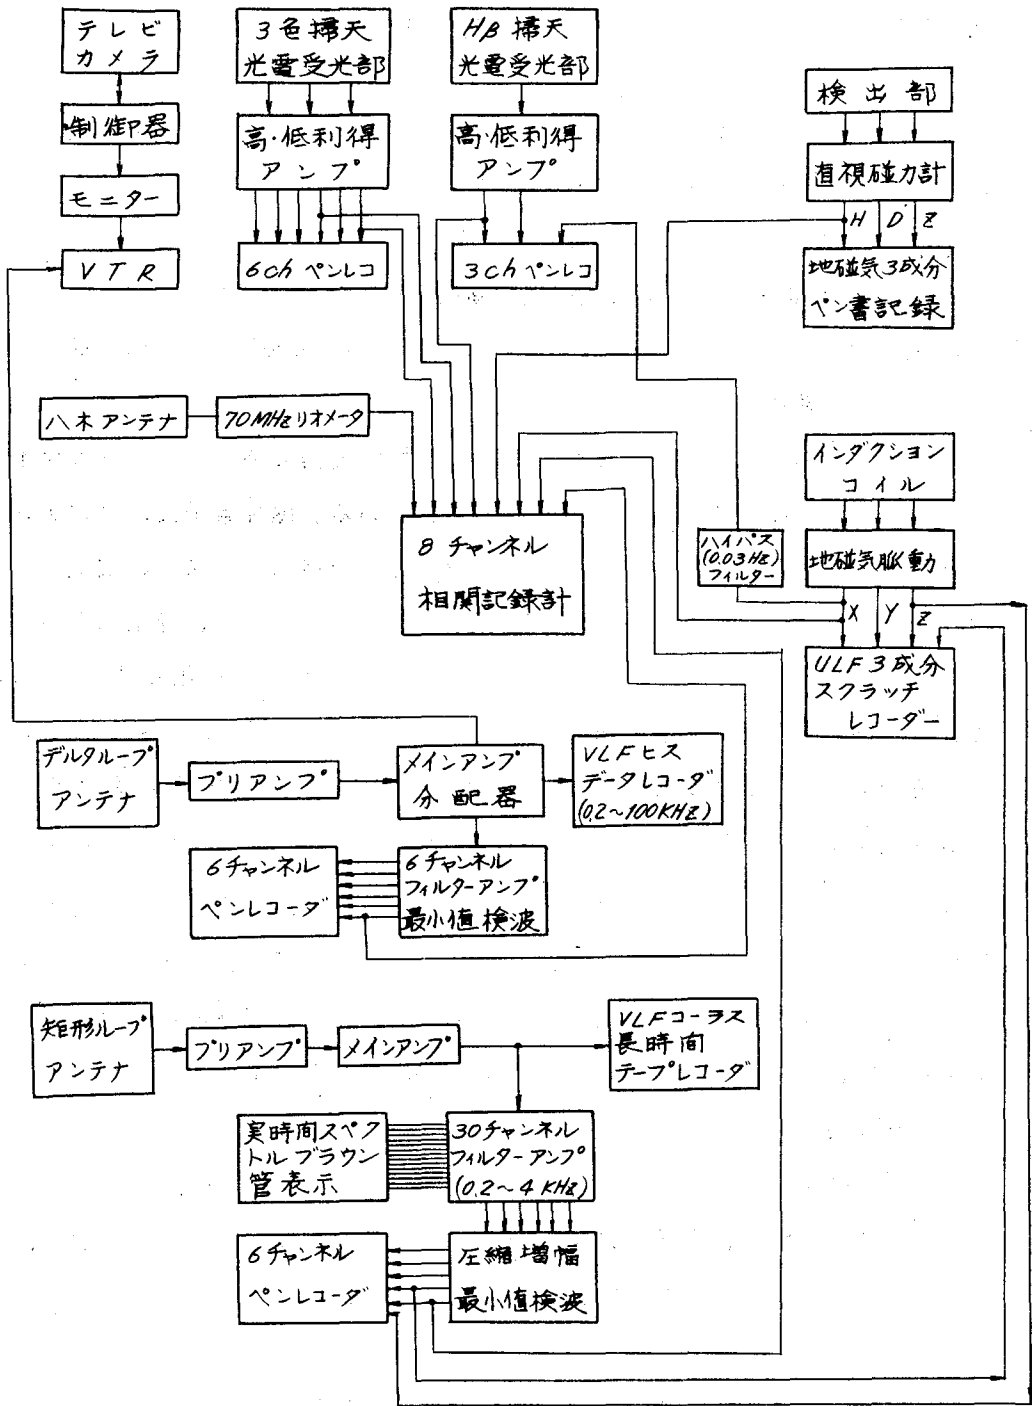 テレビ
カメラ
制御器
モニター
VTR
3色掃天
光電受光部
高・低利得
アンプ
6ch ペンレコ
Hβ 掃天
光電受光部
高・低利得
アンプ
3ch ペンレコ
検出部
直視磁力計
H D Z
地磁気3成分
ペン書記録
八木アンテナ
70MHzリオメータ
8チャンネル
相関記録計
インダクション
コイル
ハイパス
(0.03Hz)
フィルター
地磁気脈動
X Y Z
ULF3成分
スクラッチ
レコーダー
デルタループ
アンテナ
プリアンプ
メインアンプ
分配器
VLFヒス
データレコーダ
(0.2~100KHz)
6チャンネル
ペンレコーダ
6チャンネル
フィルターアンプ
最小値検波
矩形ループ
アンテナ
プリアンプ
メインアンプ
VLFコーラス
長時間
テープレコーダ
実時間スペク
トルブラウン
管表示
30チャンネル
フィルターアンプ
(0.2~4KHz)
6チャンネル
ペンレコーダ
圧縮増幅
最小値検波